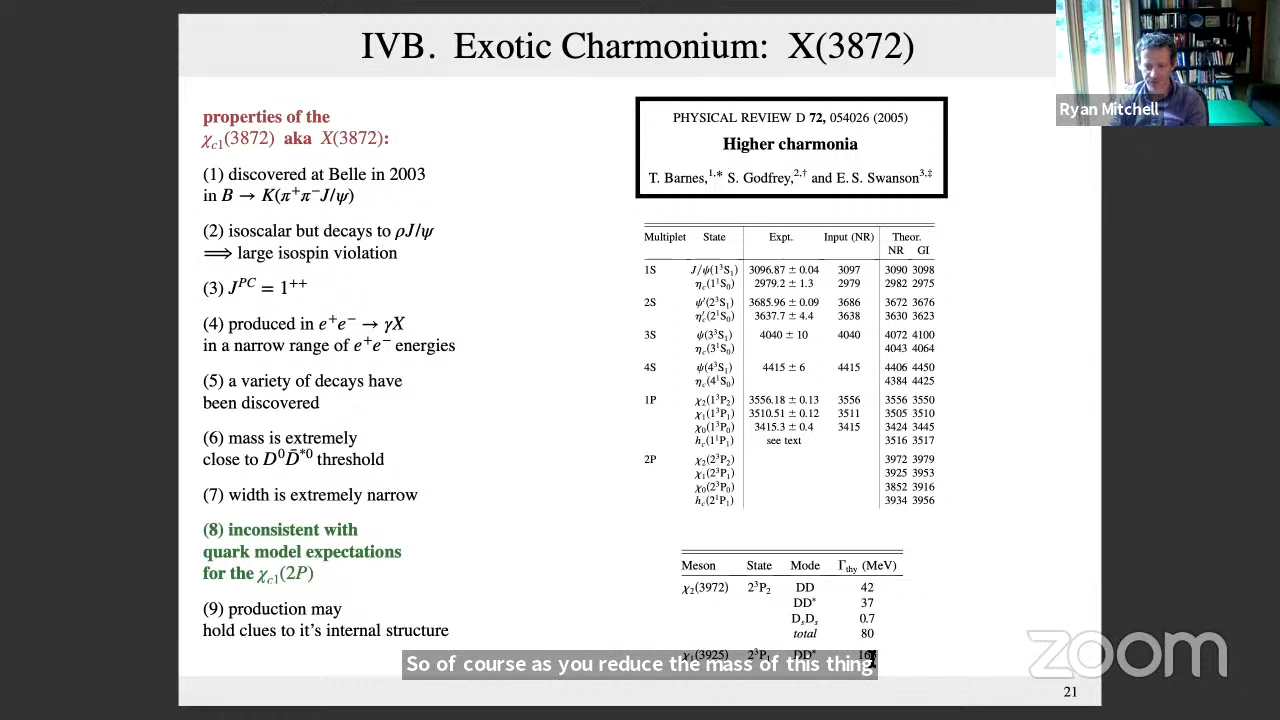 IVB. Exotic Charmonium: X(3872)
Ryan Mitchell
properties of the
χc1(3872) aka X(3872):
(1) discovered at Belle in 2003
in B → K(π+π−J/ψ)
(2) isoscalar but decays to ρJ/ψ
⟹ large isospin violation
(3) J^PC = 1^++
(4) produced in e+e− → γX
in a narrow range of e+e− energies
(5) a variety of decays have
been discovered
(6) mass is extremely
close to D^0D̄^*0 threshold
(7) width is extremely narrow
(8) inconsistent with
quark model expectations
for the χc1(2P)
(9) production may
hold clues to it's internal structure
PHYSICAL REVIEW D 72, 054026 (2005)
Higher charmonia
T. Barnes,1,* S. Godfrey,2,† and E. S. Swanson3,‡
Multiplet State Expt. Input (NR) Theor.
NR GI
1S J/ψ(1³S₁) 3096.87 ± 0.04 3097 3090 3098
ηc(1¹S₀) 2979.2 ± 1.3 2979 2982 2975
2S ψ′(2³S₁) 3685.96 ± 0.09 3686 3672 3676
ηc′(2¹S₀) 3637.7 ± 4.4 3638 3630 3623
3S ψ(3³S₁) 4040 ± 10 4040 4072 4100
ηc(3¹S₀) 4043 4064
4S ψ(4³S₁) 4415 ± 6 4415 4406 4450
ηc(4¹S₀) 4384 4425
1P χ₂(1³P₂) 3556.18 ± 0.13 3556 3556 3550
χ₁(1³P₁) 3510.51 ± 0.12 3511 3505 3510
χ₀(1³P₀) 3415.3 ± 0.4 3415 3424 3445
hc(1¹P₁) see text 3516 3517
2P χ₂(2³P₂) 3972 3979
χ₁(2³P₁) 3925 3953
χ₀(2³P₀) 3852 3916
hc(2¹P₁) 3934 3956
Meson State Mode Γthy (MeV)
χ₂(3972) 2³P₂ DD 42
DD* 37
DsDs 0.7
total 80
χ₁(3925) 2³P₁ DD*
So of course as you reduce the mass of this thing
zoom
21